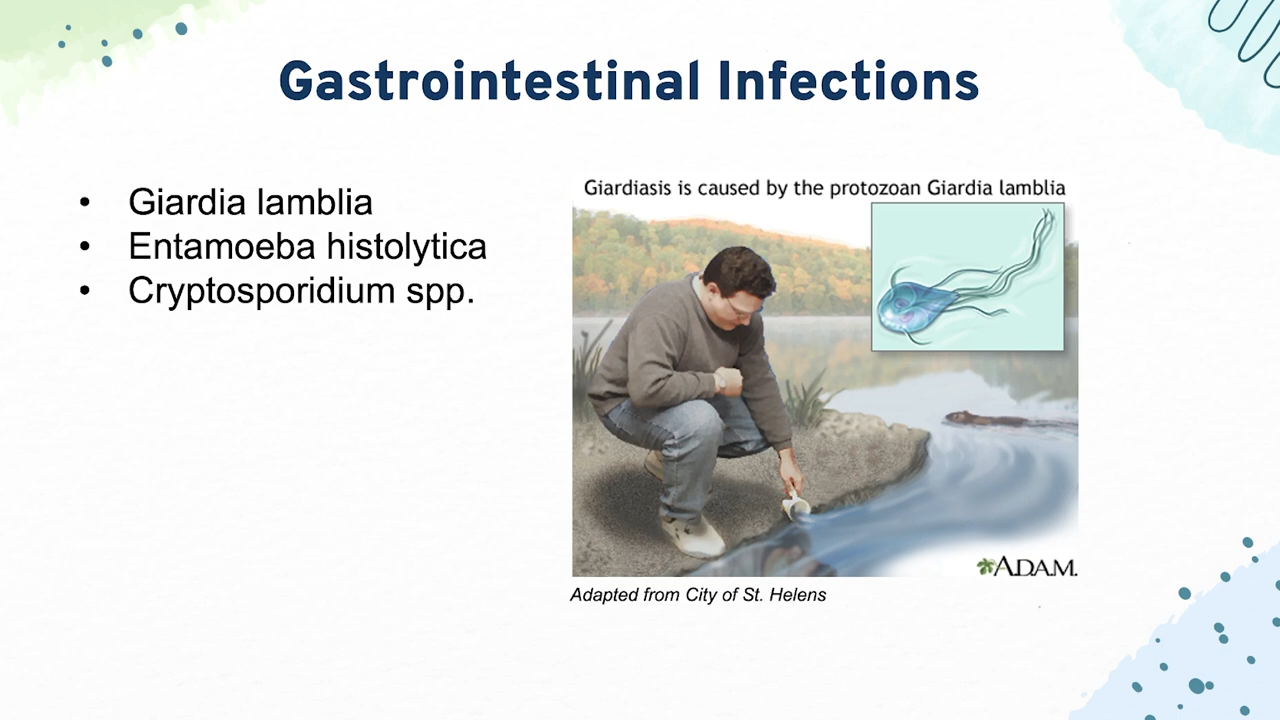 Gastrointestinal Infections
• Giardia lamblia
• Entamoeba histolytica
• Cryptosporidium spp.
Giardiasis is caused by the protozoan Giardia lamblia
A.D.A.M.
Adapted from City of St. Helens